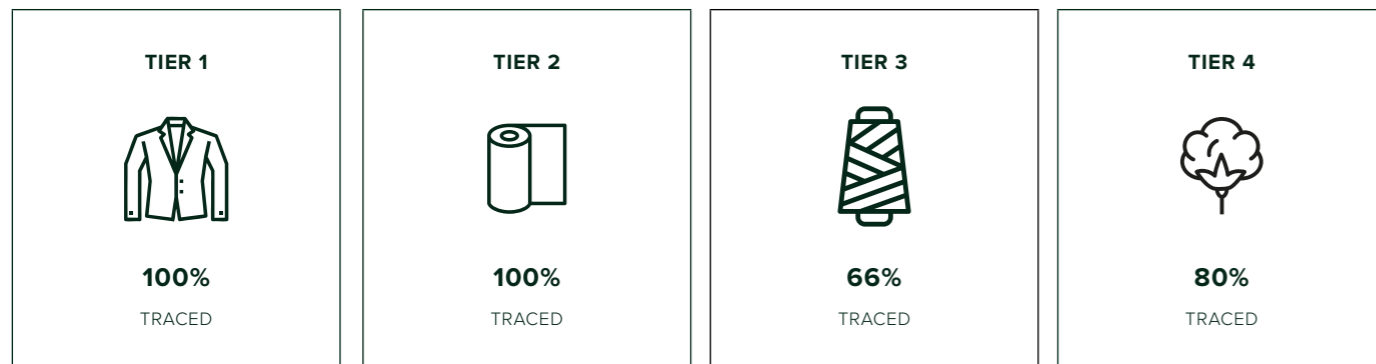 TIER 1
100%
TRACED
TIER 2
100%
TRACED
TIER 3
66%
TRACED
TIER 4
80%
TRACED